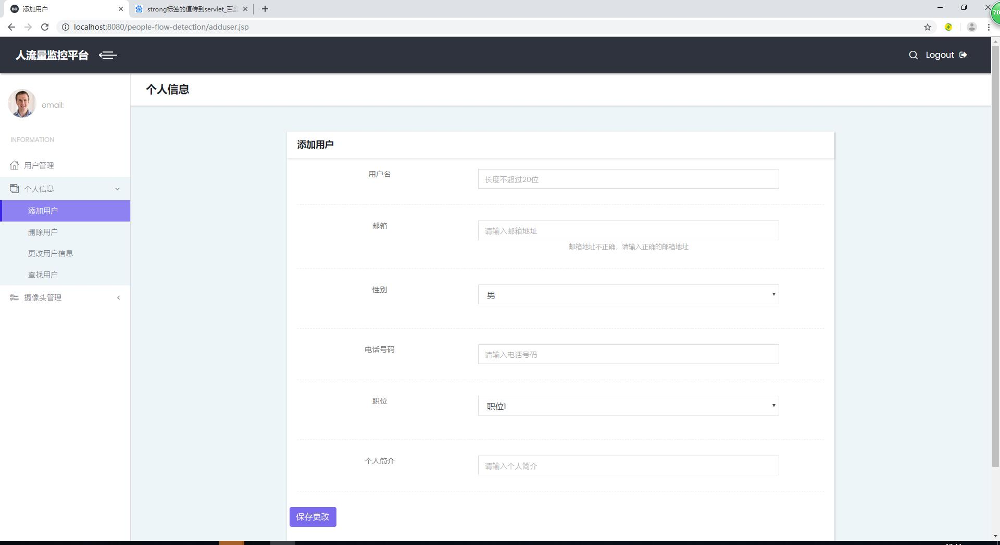 添加用户
strong标签的值传到servlet_百度
70
localhost:8080/people-flow-detection/adduser.jsp
人流量监控平台
Logout
个人信息
email:
INFORMATION
用户管理
个人信息
添加用户
删除用户
更改用户信息
查找用户
摄像头管理
添加用户
用户名
长度不超过20位
邮箱
请输入邮箱地址
邮箱地址不正确，请输入正确的邮箱地址
性别
男
电话号码
请输入电话号码
职位
职位1
个人简介
请输入个人简介
保存更改